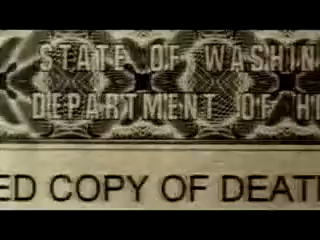 STATE OF WASHIN
DEPARTMENT OF H
ED COPY OF DEAT